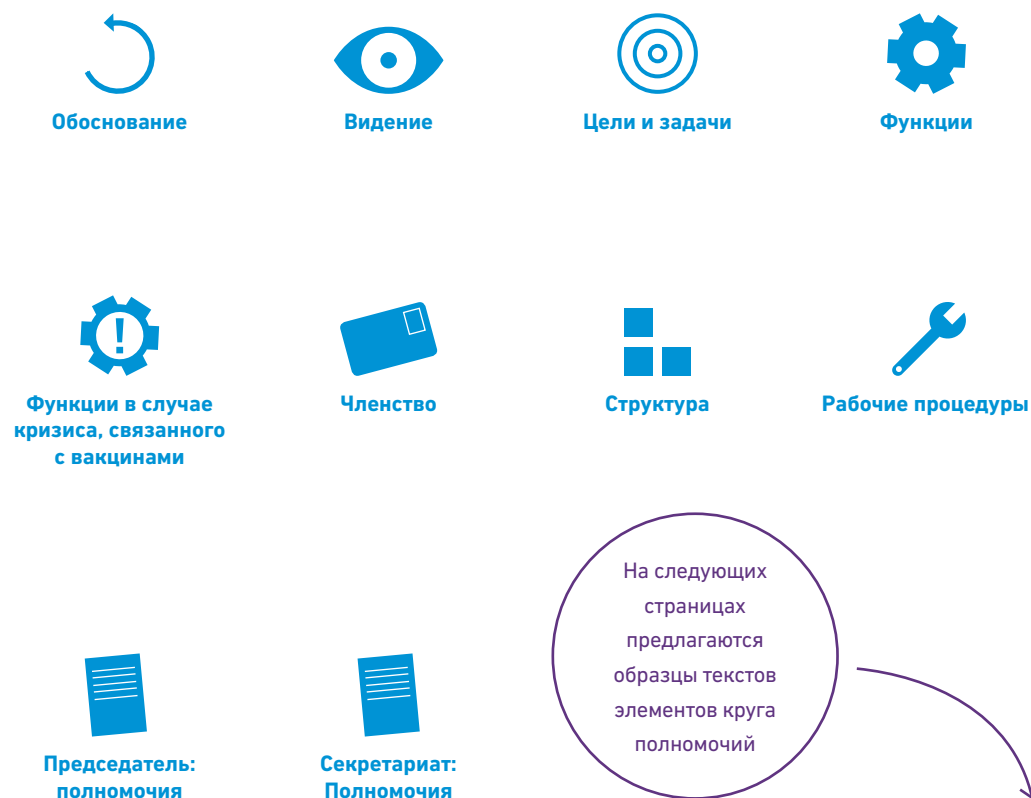 Обоснование
Видение
Цели и задачи
Функции
Функции в случае
кризиса, связанного
с вакцинами
Членство
Структура
Рабочие процедуры
На следующих
страницах
предлагаются
образцы текстов
элементов круга
полномочий
Председатель:
полномочия
Секретариат:
Полномочия